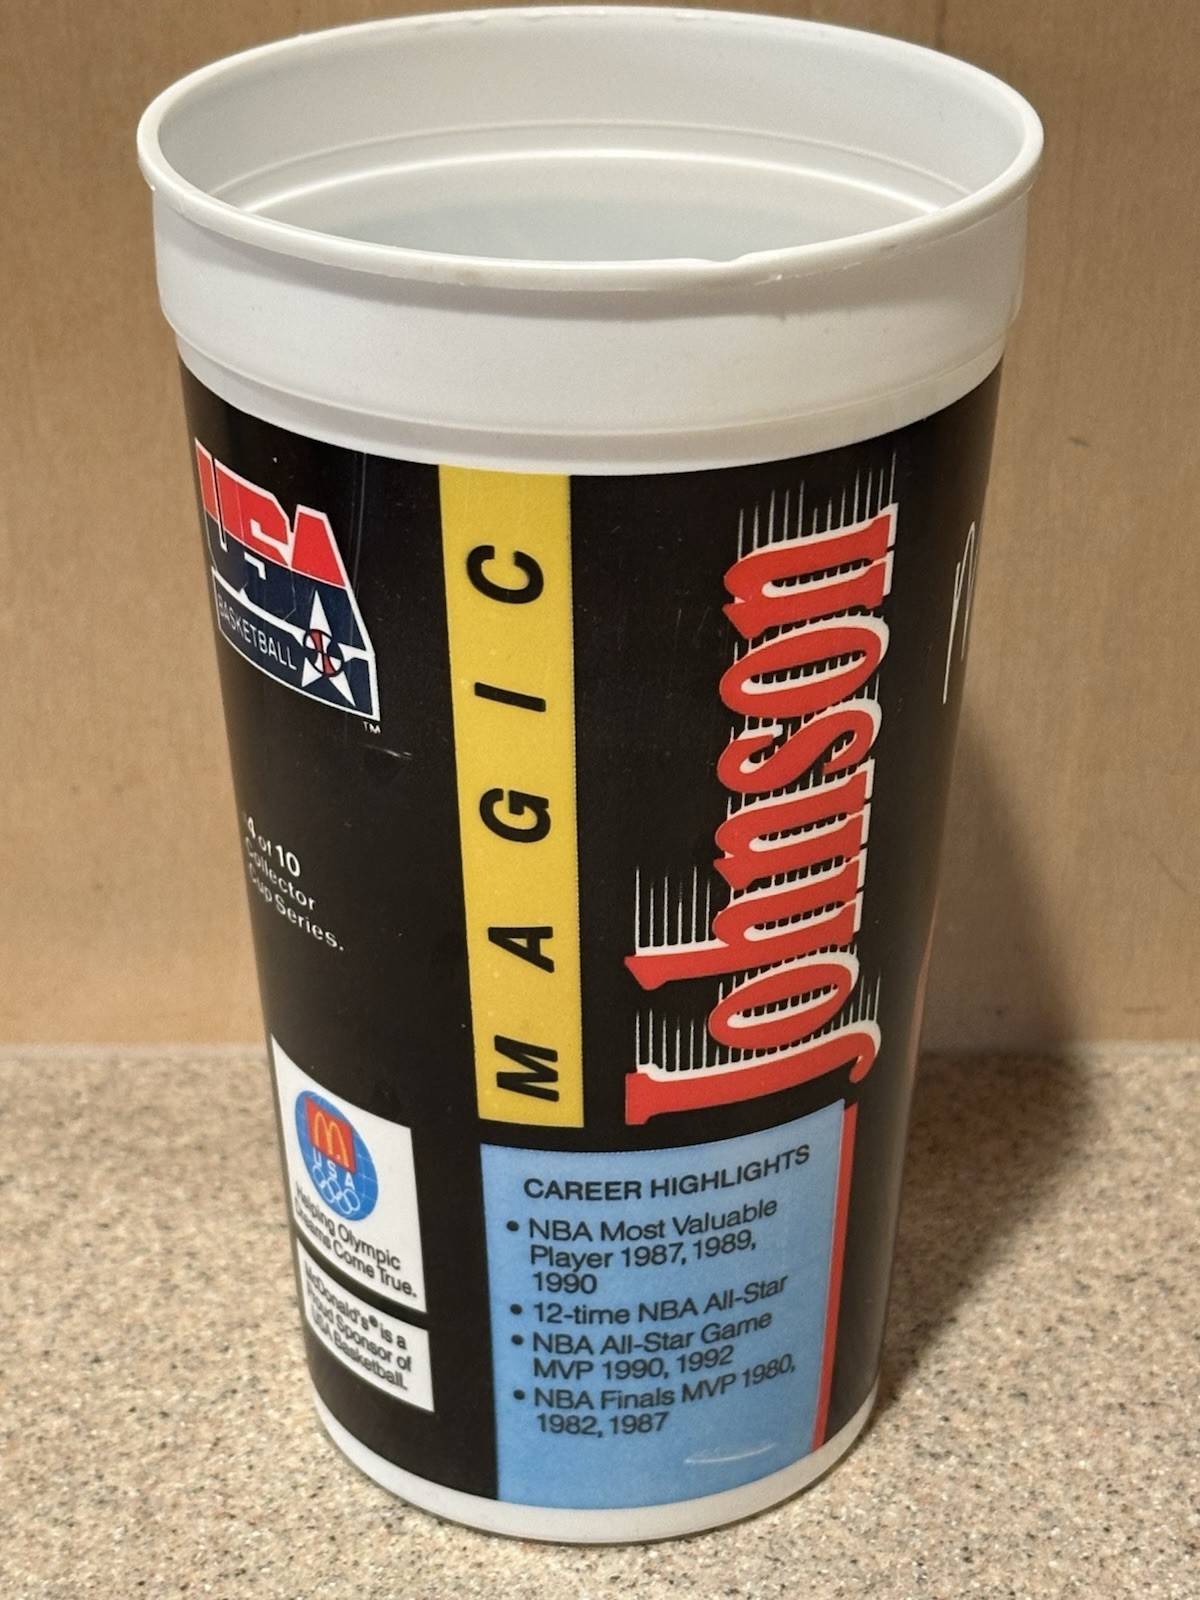 USA
BASKETBALL
TM
4 of 10
Collector
Cup Series.
M
USA
Helping Olympic
Dreams Come True.
McDonald's® is a
Proud Sponsor of
USA Basketball.
MAGIC
Johnson
CAREER HIGHLIGHTS
• NBA Most Valuable
Player 1987, 1989,
1990
• 12-time NBA All-Star
• NBA All-Star Game
MVP 1990, 1992
• NBA Finals MVP 1980,
1982, 1987